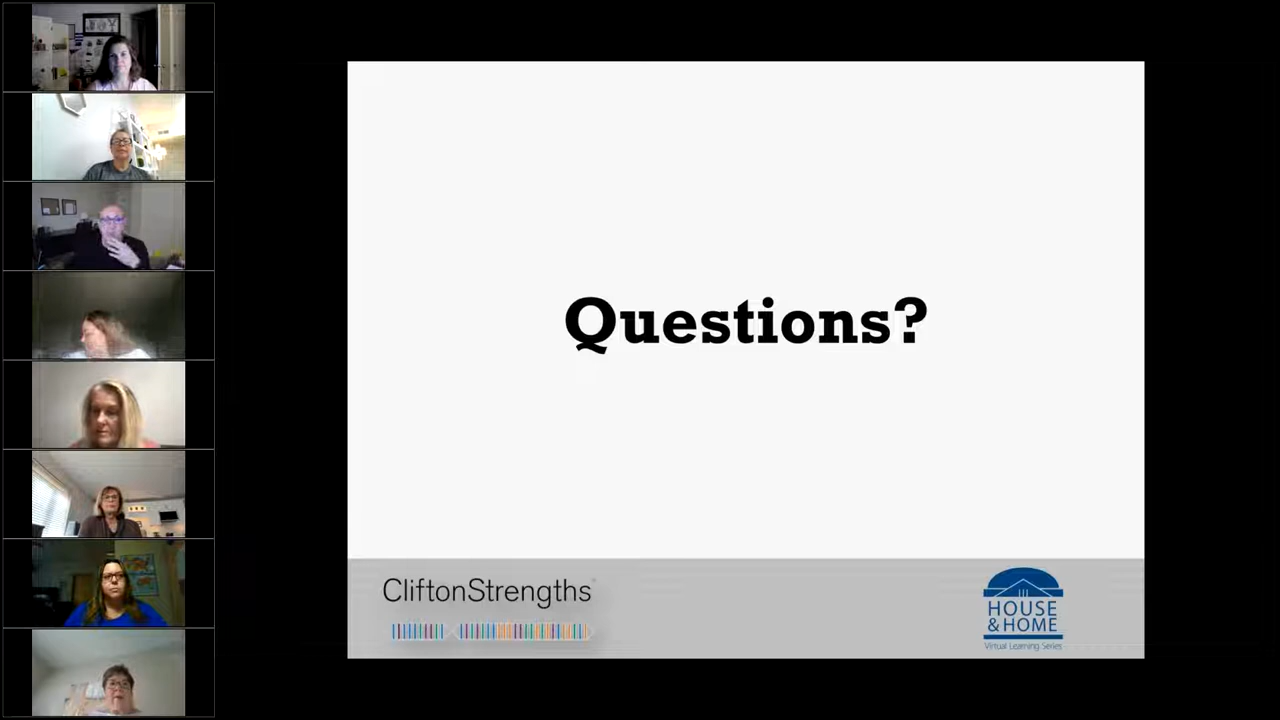 Questions?
CliftonStrengths
HOUSE
& HOME
Virtual Learning Series